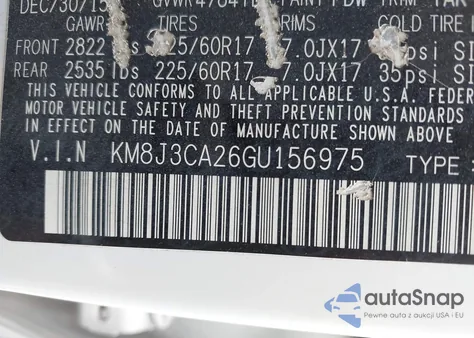 DEC/30/15
GAWR TIRES RIMS COLD TIRE
FRONT 2822 225/60R17 7.0JX17 psi
REAR 2535 lbs 225/60R17 7.0JX17 35psi
THIS VEHICLE CONFORMS TO ALL APPLICABLE U.S.A. FEDER
MOTOR VEHICLE SAFETY AND THEFT PREVENTION STANDARDS
IN EFFECT ON THE DATE OF MANUFACTURE SHOWN ABOVE
V.I.N KM8J3CA26GU156975 TYPE
autoSnap
Pewne auta z USA i EU